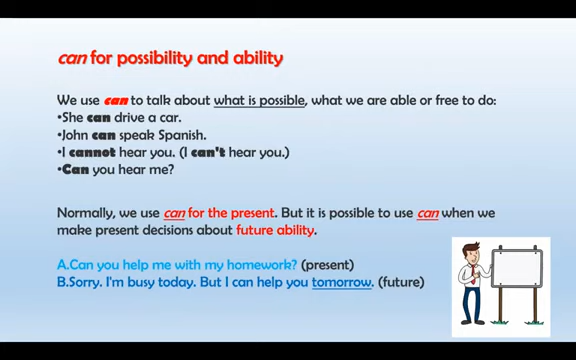 can for possibility and ability
We use can to talk about what is possible, what we are able or free to do:
•She can drive a car.
•John can speak Spanish.
•I cannot hear you. (I can't hear you.)
•Can you hear me?
Normally, we use can for the present. But it is possible to use can when we
make present decisions about future ability.
A.Can you help me with my homework? (present)
B.Sorry. I'm busy today. But I can help you tomorrow. (future)